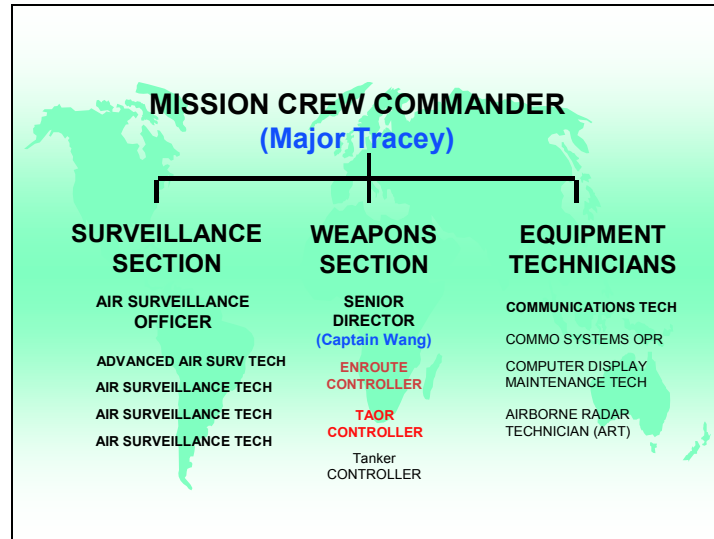 MISSION CREW COMMANDER
(Major Tracey)
SURVEILLANCE
SECTION
AIR SURVEILLANCE
OFFICER
ADVANCED AIR SURV TECH
AIR SURVEILLANCE TECH
AIR SURVEILLANCE TECH
AIR SURVEILLANCE TECH
WEAPONS
SECTION
SENIOR
DIRECTOR
(Captain Wang)
ENROUTE
CONTROLLER
TAOR
CONTROLLER
Tanker
CONTROLLER
EQUIPMENT
TECHNICIANS
COMMUNICATIONS TECH
COMMO SYSTEMS OPR
COMPUTER DISPLAY
MAINTENANCE TECH
AIRBORNE RADAR
TECHNICIAN (ART)